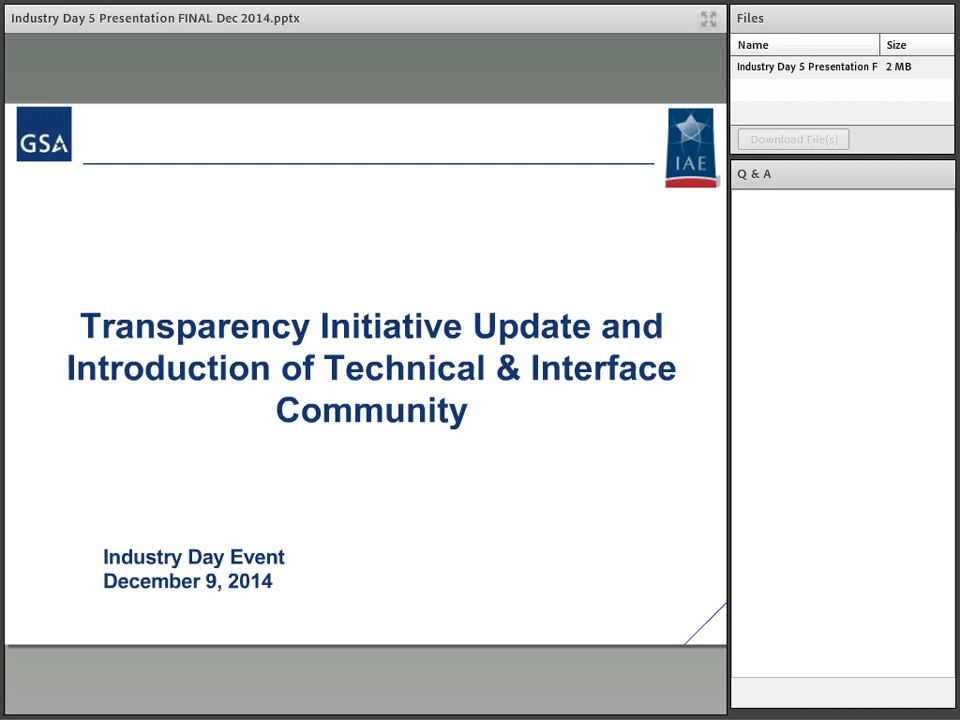 Industry Day 5 Presentation FINAL Dec 2014.pptx
GSA
IAE
Transparency Initiative Update and
Introduction of Technical & Interface
Community
Industry Day Event
December 9, 2014
Files
Name Size
Industry Day 5 Presentation F 2 MB
Download File(s)
Q & A